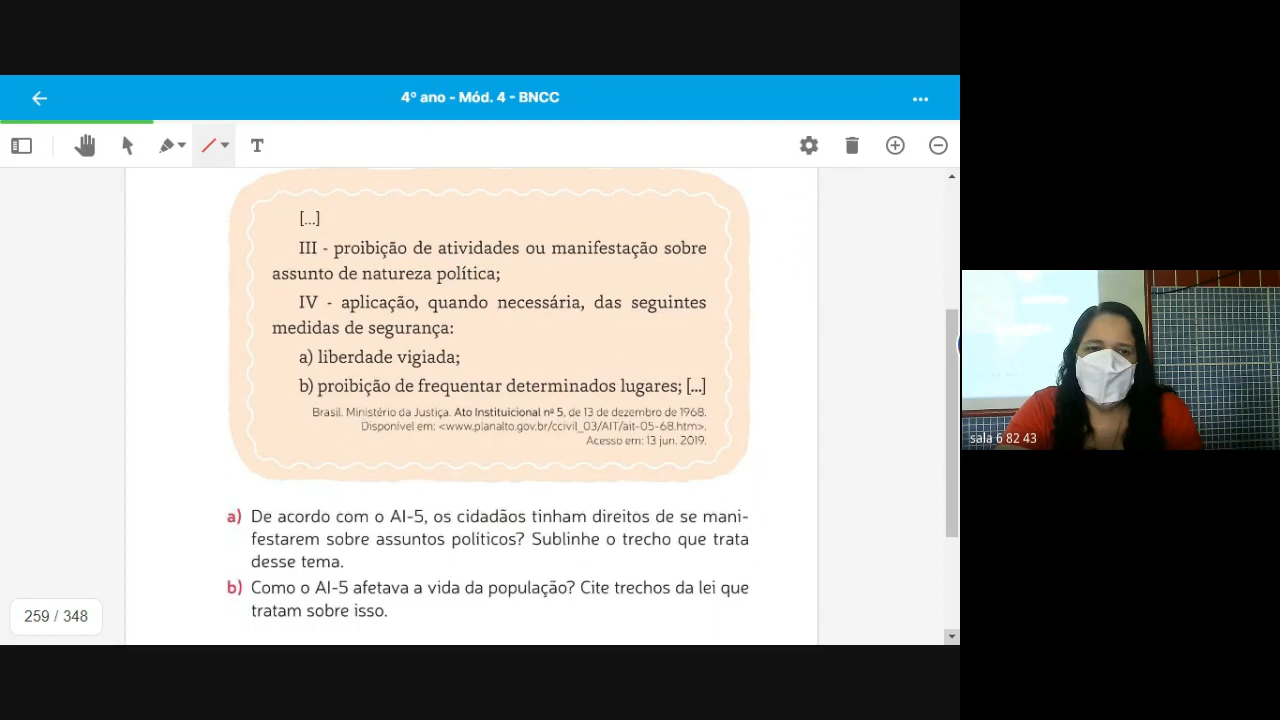 4º ano - Mód. 4 - BNCC
T
[...]
III - proibição de atividades ou manifestação sobre
assunto de natureza política;
IV - aplicação, quando necessária, das seguintes
medidas de segurança:
a) liberdade vigiada;
b) proibição de frequentar determinados lugares; [...]
Brasil. Ministério da Justiça. Ato Instituicional nº 5, de 13 de dezembro de 1968.
Disponível em: <www.planalto.gov.br/ccivil_03/AIT/ait-05-68.htm>.
Acesso em: 13 jun. 2019.
a) De acordo com o AI-5, os cidadãos tinham direitos de se mani-
festarem sobre assuntos políticos? Sublinhe o trecho que trata
desse tema.
b) Como o AI-5 afetava a vida da população? Cite trechos da lei que
tratam sobre isso.
259 / 348
sala 6 82 43